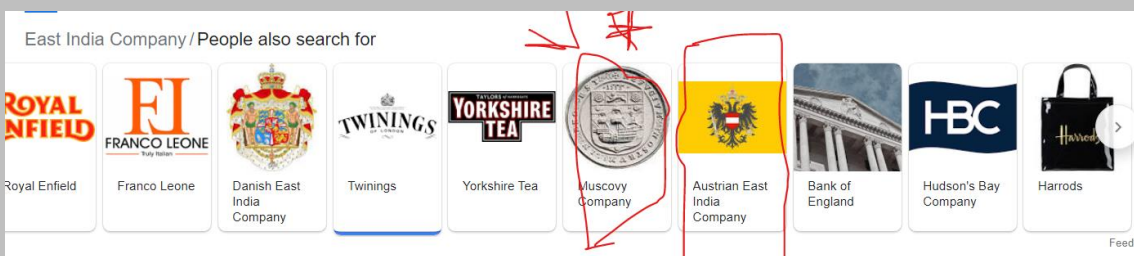 East India Company / People also search for
ROYAL
ENFIELD
FL
FRANCO LEONE
Truly Italian
TWININGS
OF LONDON
TAYLORS of HARROGATE
YORKSHIRE
TEA
HBC
Harrods
Royal Enfield
Franco Leone
Danish East
India
Company
Twinings
Yorkshire Tea
Muscovy
Company
Austrian East
India
Company
Bank of
England
Hudson's Bay
Company
Harrods
Feed